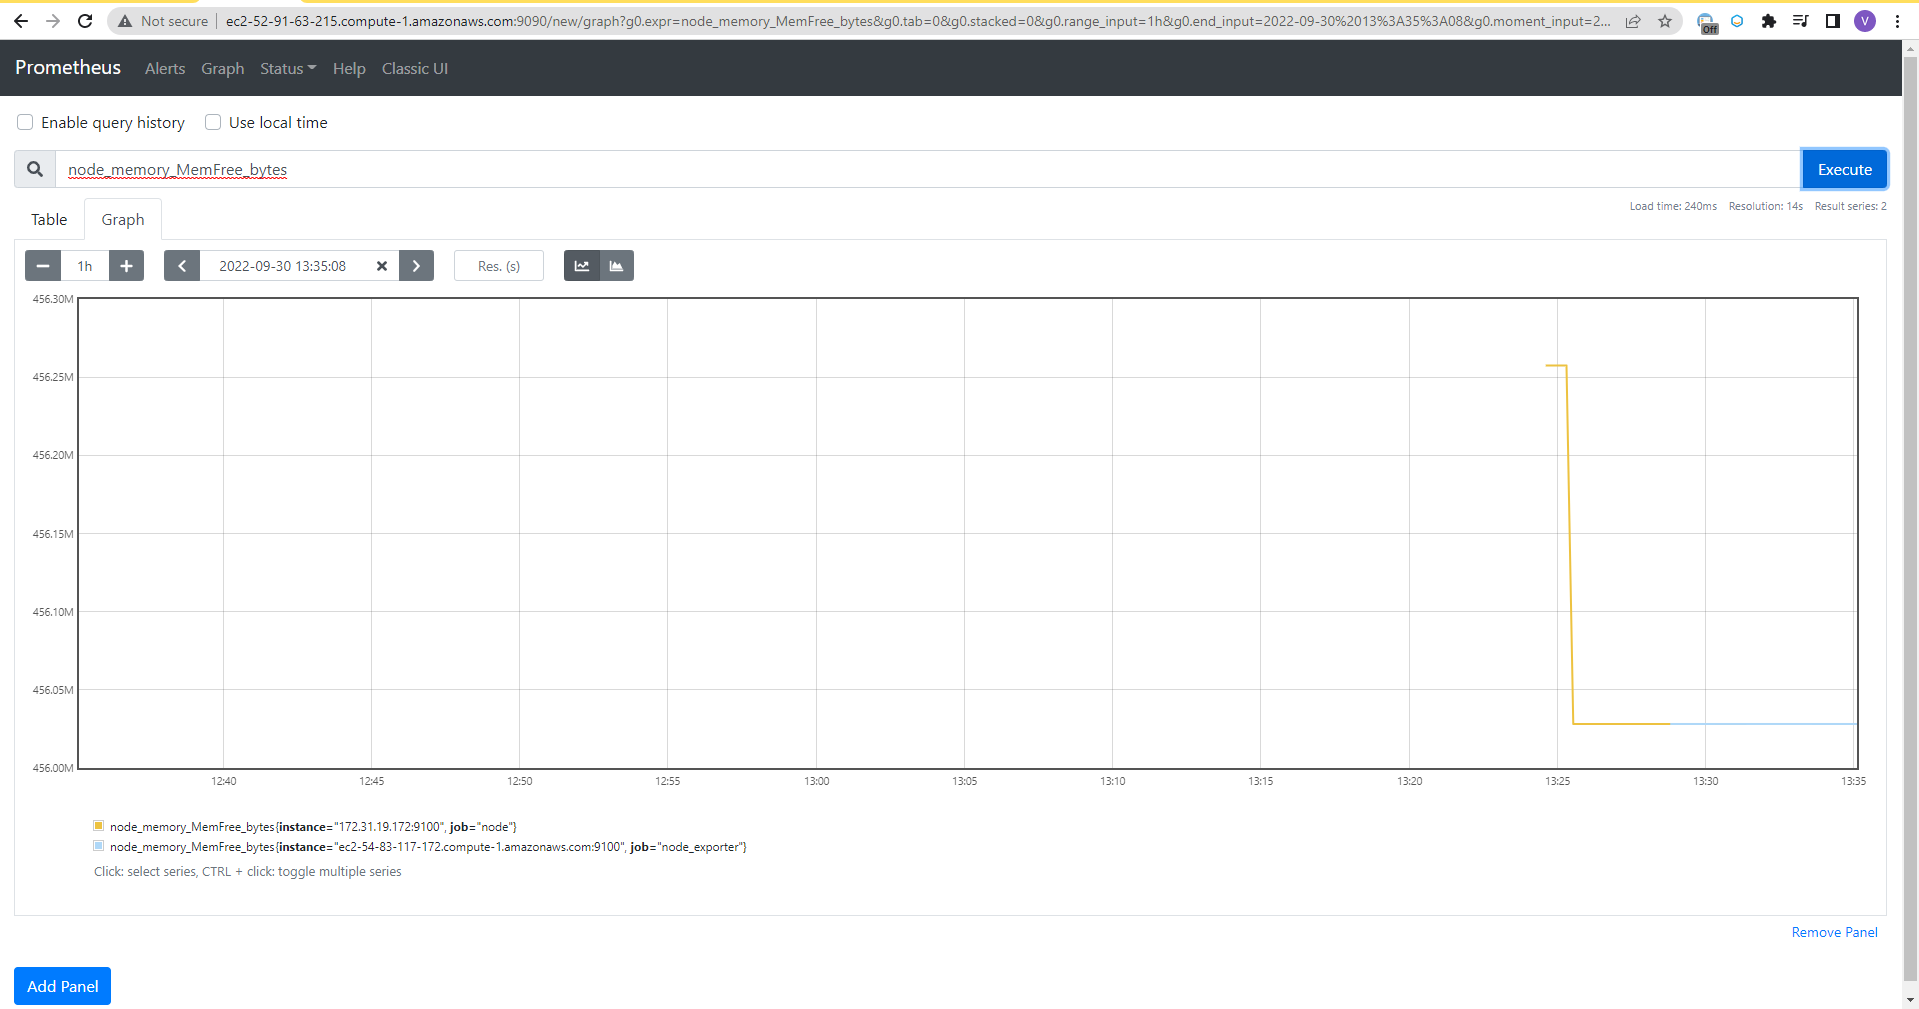 Not secure | ec2-52-91-63-215.compute-1.amazonaws.com:9090/new/graph?g0.expr=node_memory_MemFree_bytes&g0.tab=0&g0.stacked=0&g0.range_input=1h&g0.end_input=2022-09-30%2013%3A35%3A08&g0.moment_input=2...
Off
V
Prometheus Alerts Graph Status Help Classic UI
Enable query history Use local time
node_memory_MemFree_bytes Execute
Load time: 240ms Resolution: 14s Result series: 2
Table Graph
1h 2022-09-30 13:35:08 Res. (s)
456.30M
456.25M
456.20M
456.15M
456.10M
456.05M
456.00M
12:40 12:45 12:50 12:55 13:00 13:05 13:10 13:15 13:20 13:25 13:30 13:35
node_memory_MemFree_bytes{instance="172.31.19.172:9100", job="node"}
node_memory_MemFree_bytes{instance="ec2-54-83-117-172.compute-1.amazonaws.com:9100", job="node_exporter"}
Click: select series, CTRL + click: toggle multiple series
Remove Panel
Add Panel